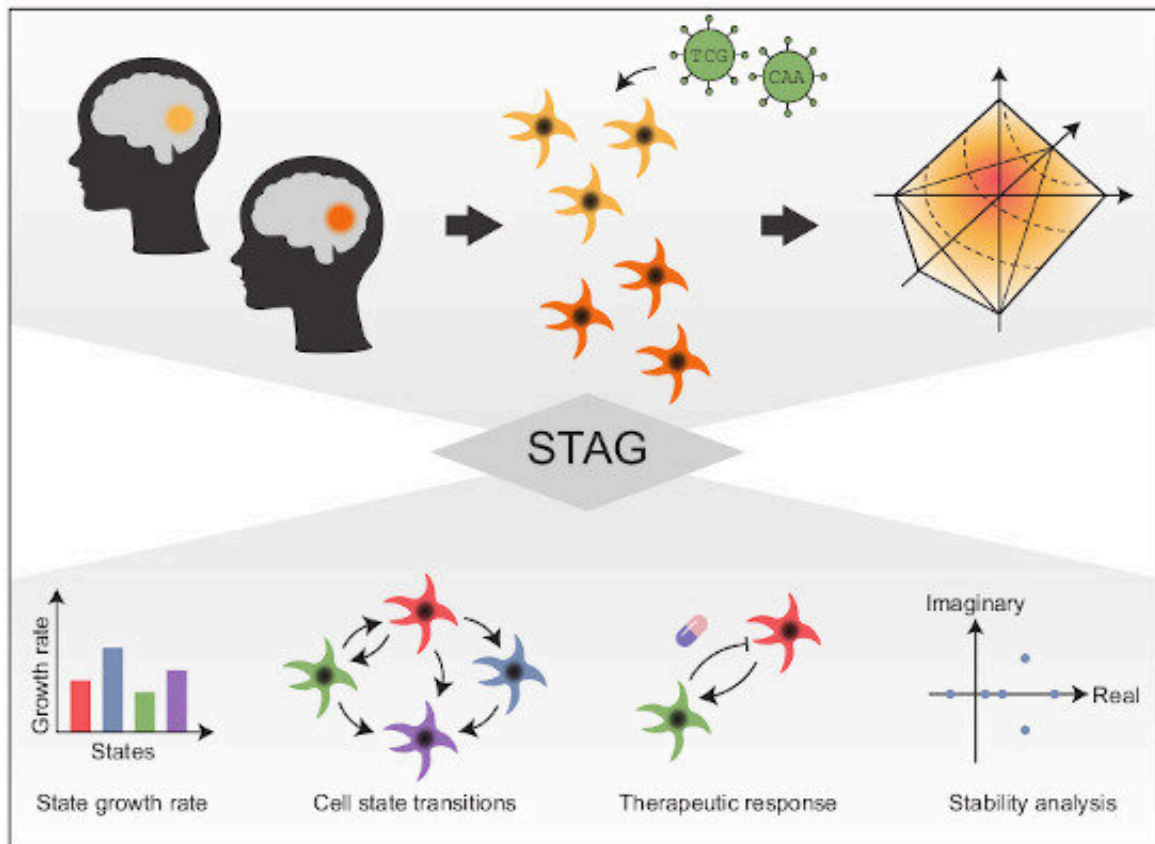 TCG
CAA
STAG
Growth rate
States
Imaginary
Real
State growth rate
Cell state transitions
Therapeutic response
Stability analysis